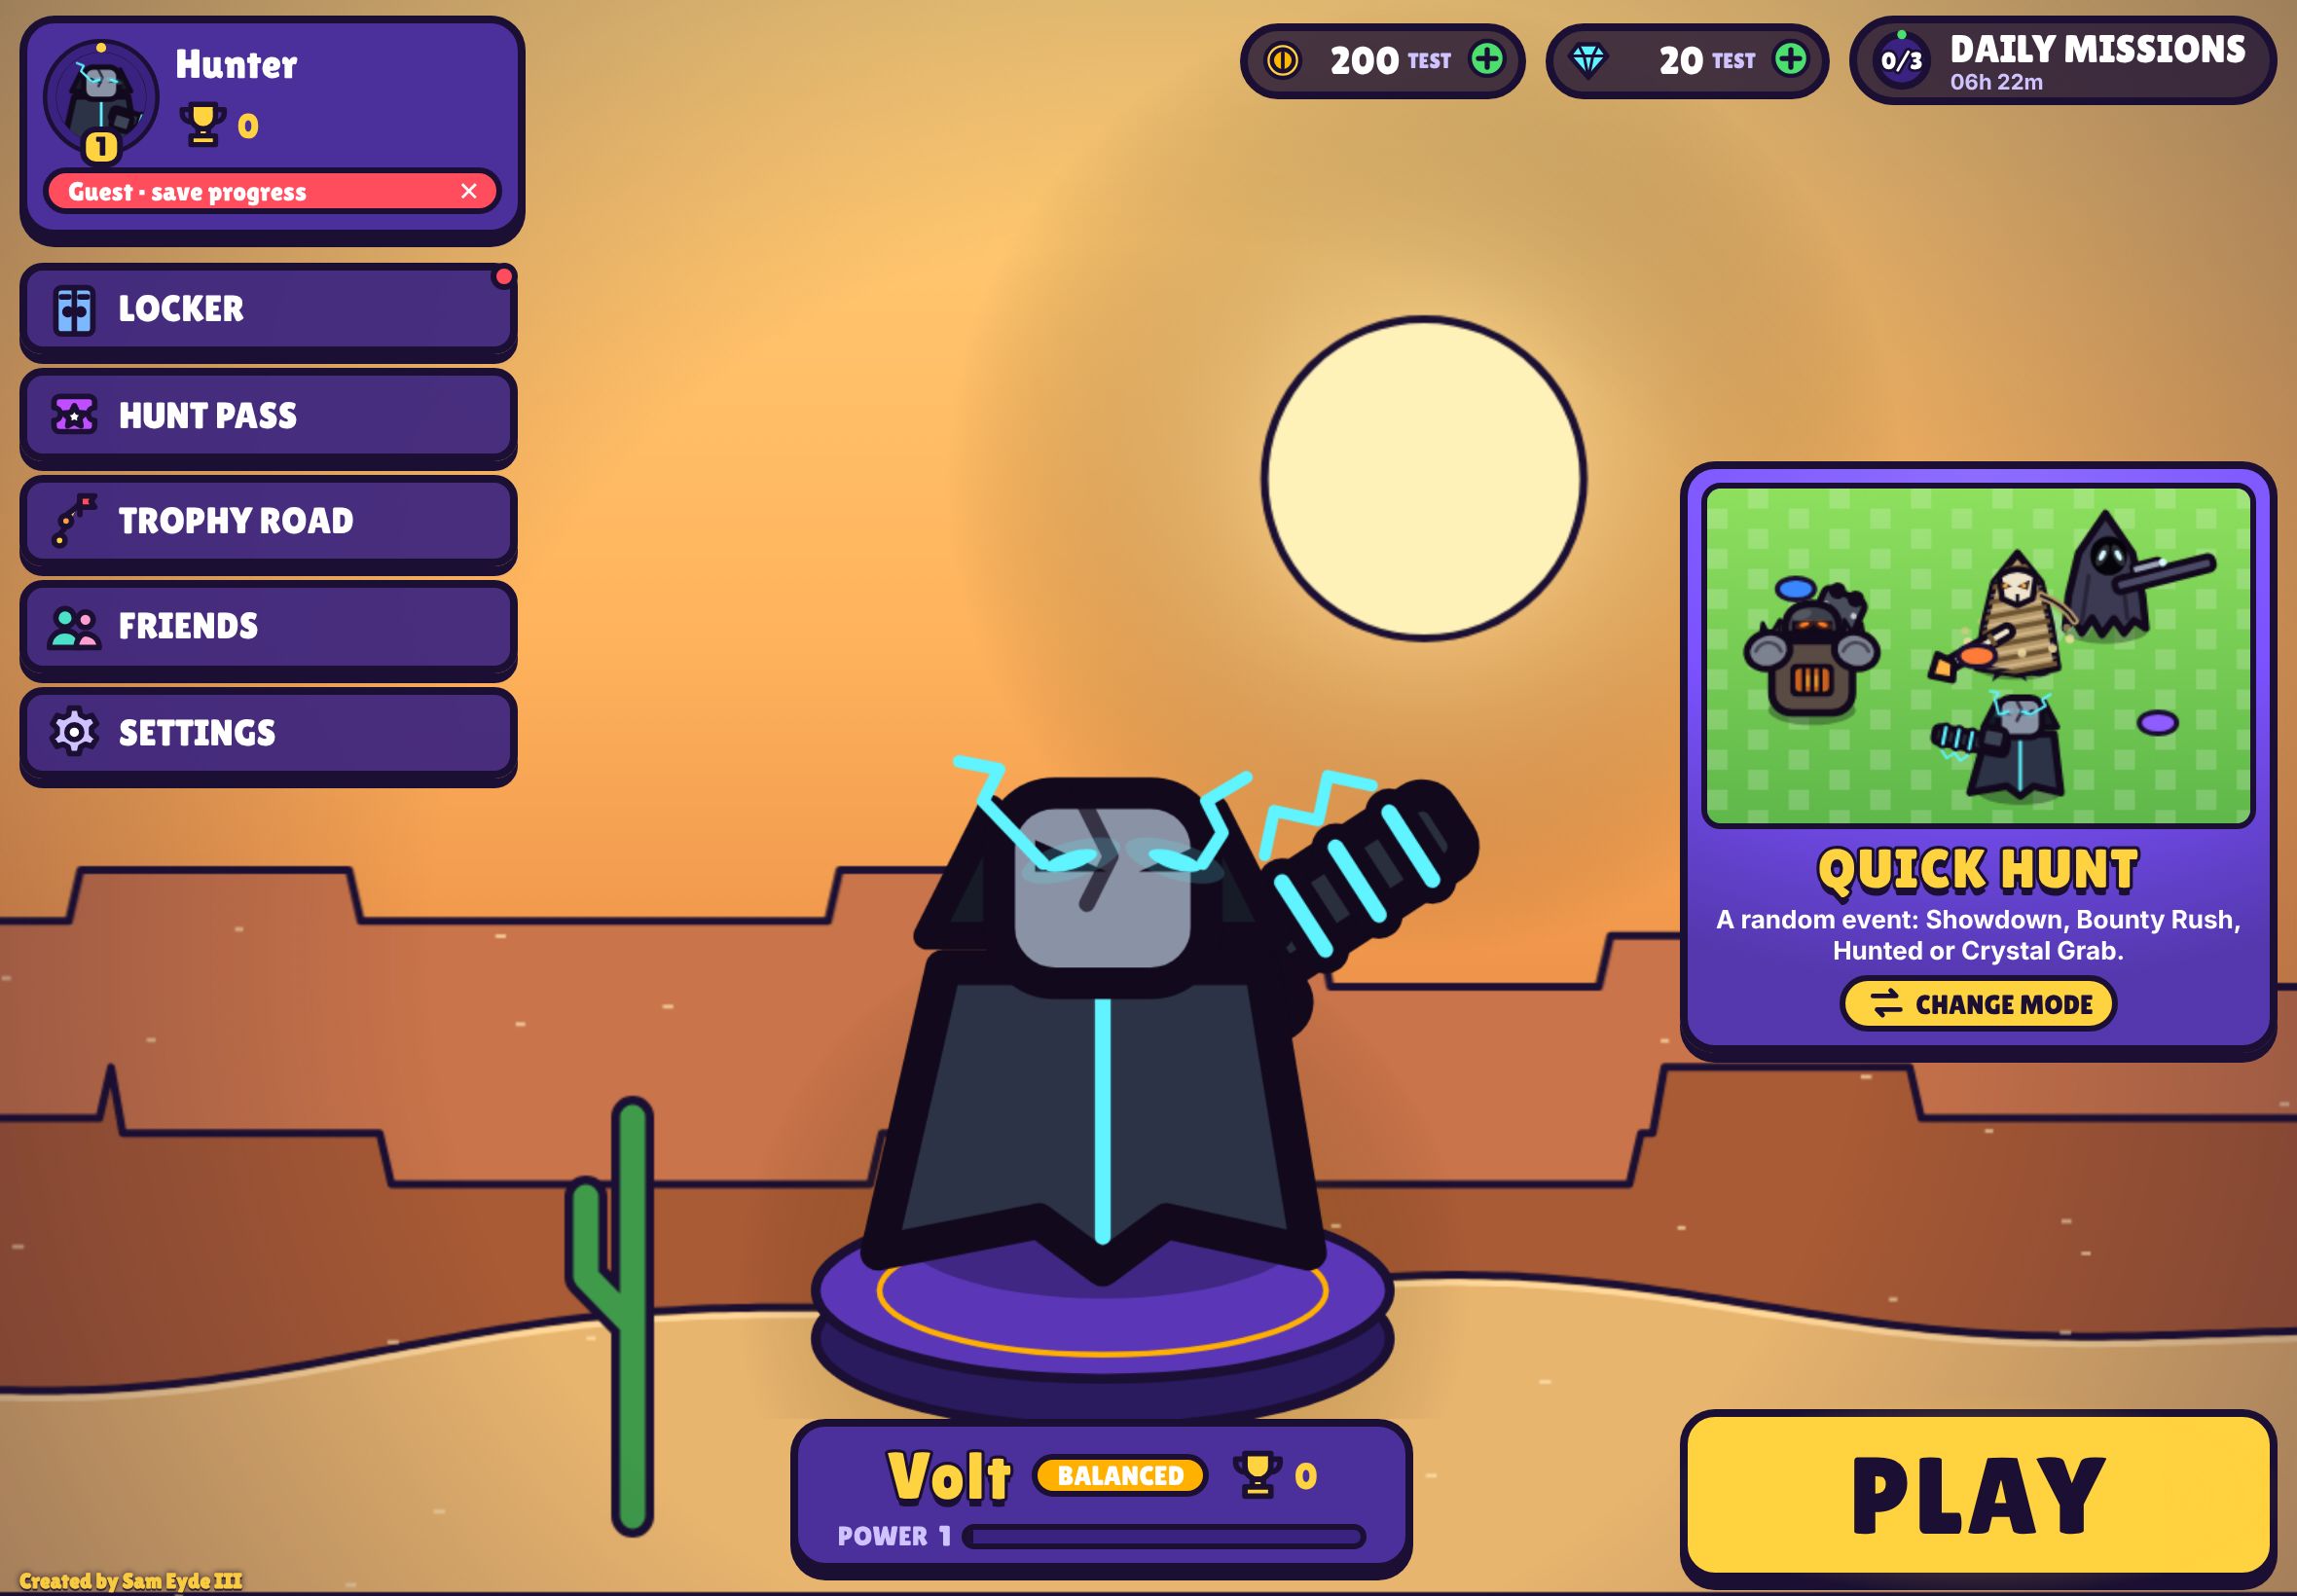 Hunter
0
1
Guest · save progress
LOCKER
HUNT PASS
TROPHY ROAD
FRIENDS
SETTINGS
200 TEST
20 TEST
0/3
DAILY MISSIONS
06h 22m
QUICK HUNT
A random event: Showdown, Bounty Rush,
Hunted or Crystal Grab.
CHANGE MODE
Volt BALANCED 0
POWER 1
PLAY
Created by Sam Eyde III